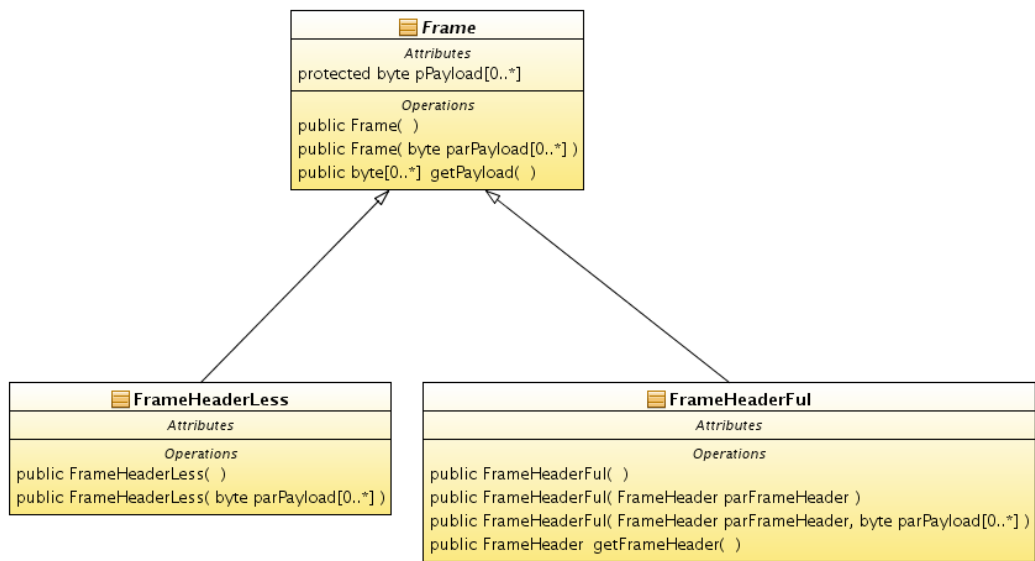 Frame
Attributes
protected byte pPayload[0..*]
Operations
public Frame(  )
public Frame( byte parPayload[0..*] )
public byte[0..*]  getPayload(  )
FrameHeaderLess
Attributes
Operations
public FrameHeaderLess(  )
public FrameHeaderLess( byte parPayload[0..*] )
FrameHeaderFul
Attributes
Operations
public FrameHeaderFul(  )
public FrameHeaderFul( FrameHeader parFrameHeader )
public FrameHeaderFul( FrameHeader parFrameHeader, byte parPayload[0..*] )
public FrameHeader  getFrameHeader(  )